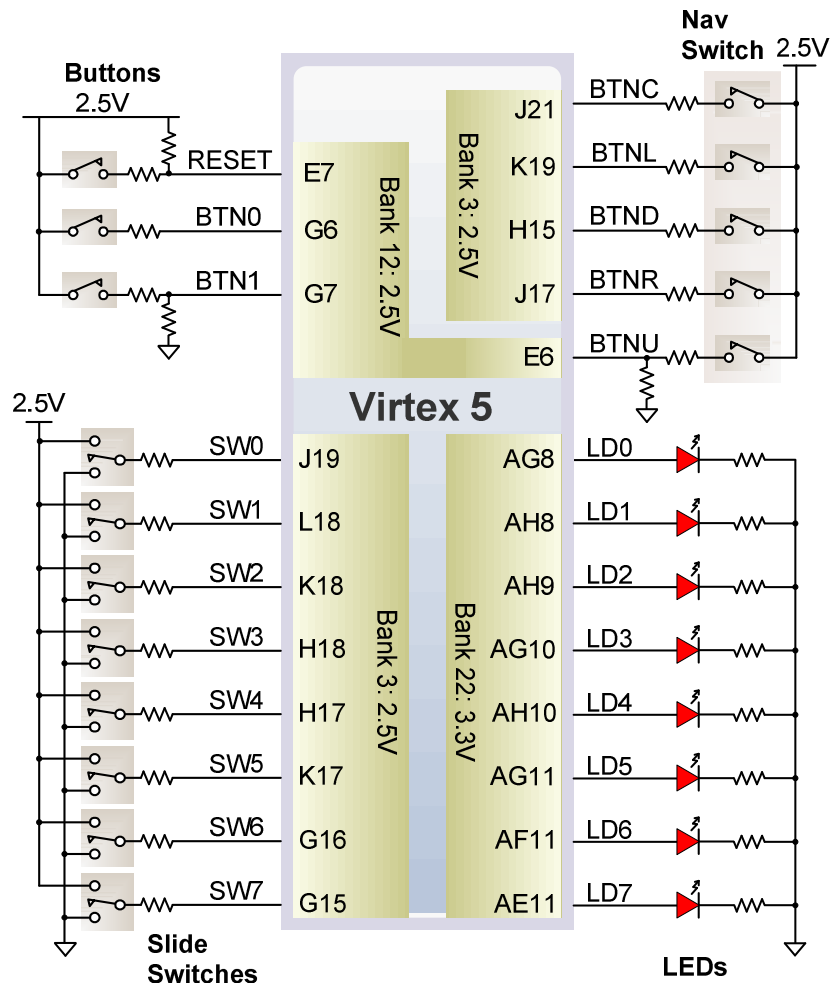 Buttons
2.5V
RESET
BTN0
BTN1
E7
G6
G7
Bank 12: 2.5V
Bank 3: 2.5V
J21
K19
H15
J17
E6
Nav
Switch
2.5V
BTNC
BTNL
BTND
BTNR
BTNU
Virtex 5
2.5V
SW0
SW1
SW2
SW3
SW4
SW5
SW6
SW7
J19
L18
K18
H18
H17
K17
G16
G15
Bank 3: 2.5V
Bank 22: 3.3V
AG8
AH8
AH9
AG10
AH10
AG11
AF11
AE11
LD0
LD1
LD2
LD3
LD4
LD5
LD6
LD7
Slide
Switches
LEDs